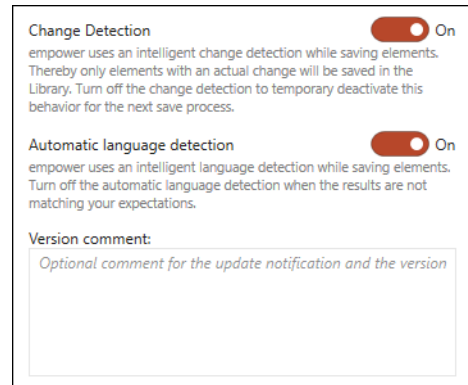 Change Detection On
empower uses an intelligent change detection while saving elements.
Thereby only elements with an actual change will be saved in the
Library. Turn off the change detection to temporary deactivate this
behavior for the next save process.
Automatic language detection On
empower uses an intelligent language detection while saving elements.
Turn off the automatic language detection when the results are not
matching your expectations.
Version comment:
Optional comment for the update notification and the version